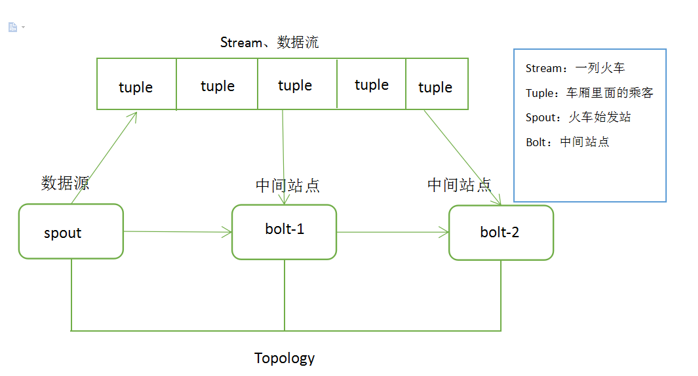 Stream、数据流
tuple tuple tuple tuple tuple
Stream：一列火车
Tuple：车厢里面的乘客
Spout：火车始发站
Bolt：中间站点
数据源
中间站点
中间站点
spout
bolt-1
bolt-2
Topology